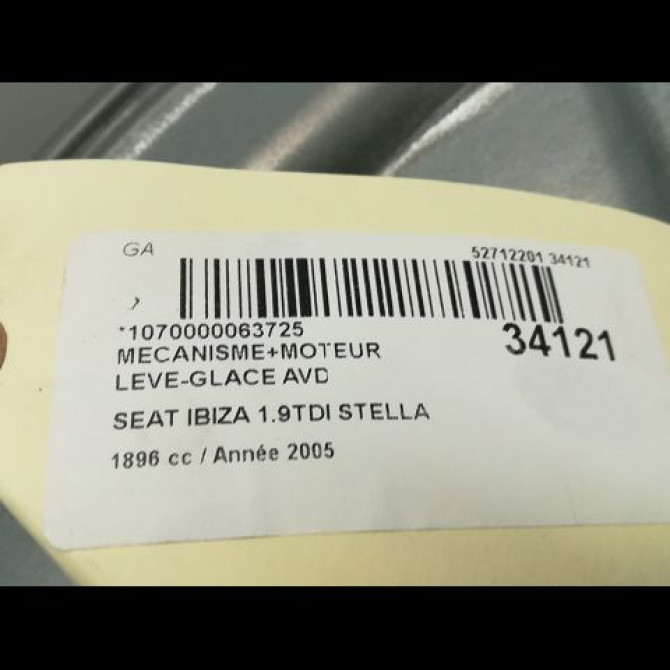 GA
52712201 34121
*1070000063725
34121
MECANISME+MOTEUR
LEVE-GLACE AVD
SEAT IBIZA 1.9TDI STELLA
1896 cc / Année 2005